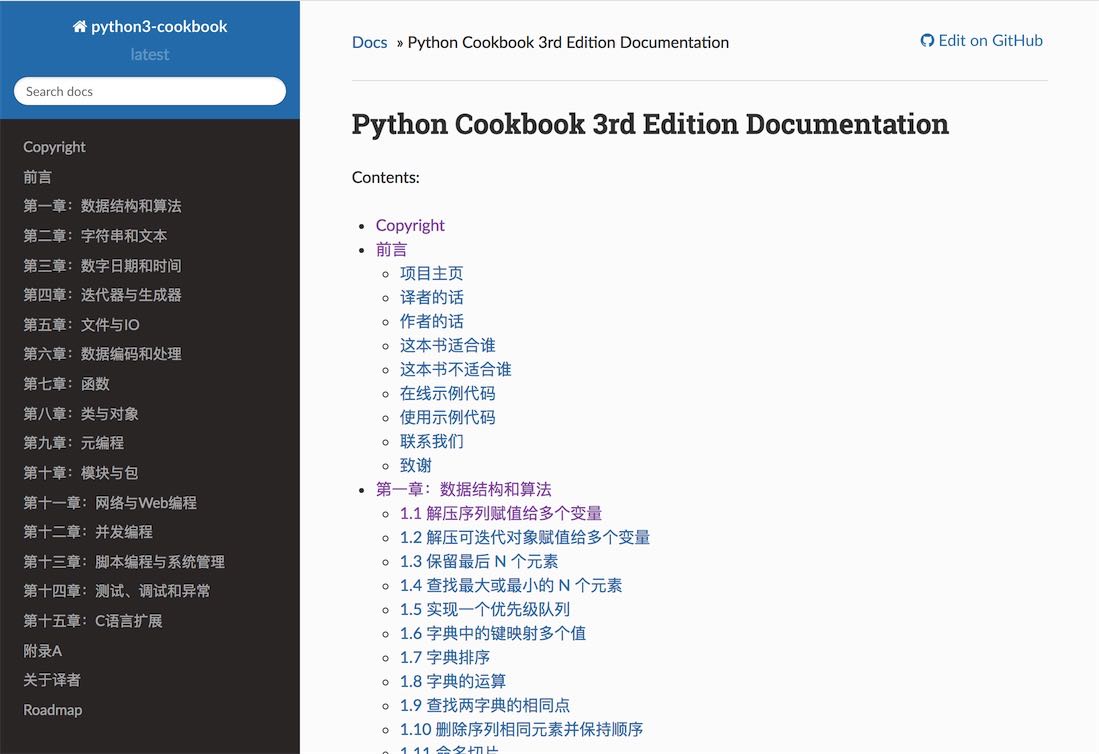 python3-cookbook
latest
Search docs
Copyright
前言
第一章：数据结构和算法
第二章：字符串和文本
第三章：数字日期和时间
第四章：迭代器与生成器
第五章：文件与IO
第六章：数据编码和处理
第七章：函数
第八章：类与对象
第九章：元编程
第十章：模块与包
第十一章：网络与Web编程
第十二章：并发编程
第十三章：脚本编程与系统管理
第十四章：测试、调试和异常
第十五章：C语言扩展
附录A
关于译者
Roadmap
Docs » Python Cookbook 3rd Edition Documentation
Edit on GitHub
Python Cookbook 3rd Edition Documentation
Contents:
Copyright
前言
项目主页
译者的话
作者的话
这本书适合谁
这本书不适合谁
在线示例代码
使用示例代码
联系我们
致谢
第一章：数据结构和算法
1.1 解压序列赋值给多个变量
1.2 解压可迭代对象赋值给多个变量
1.3 保留最后 N 个元素
1.4 查找最大或最小的 N 个元素
1.5 实现一个优先级队列
1.6 字典中的键映射多个值
1.7 字典排序
1.8 字典的运算
1.9 查找两字典的相同点
1.10 删除序列相同元素并保持顺序
1.11 命名切片